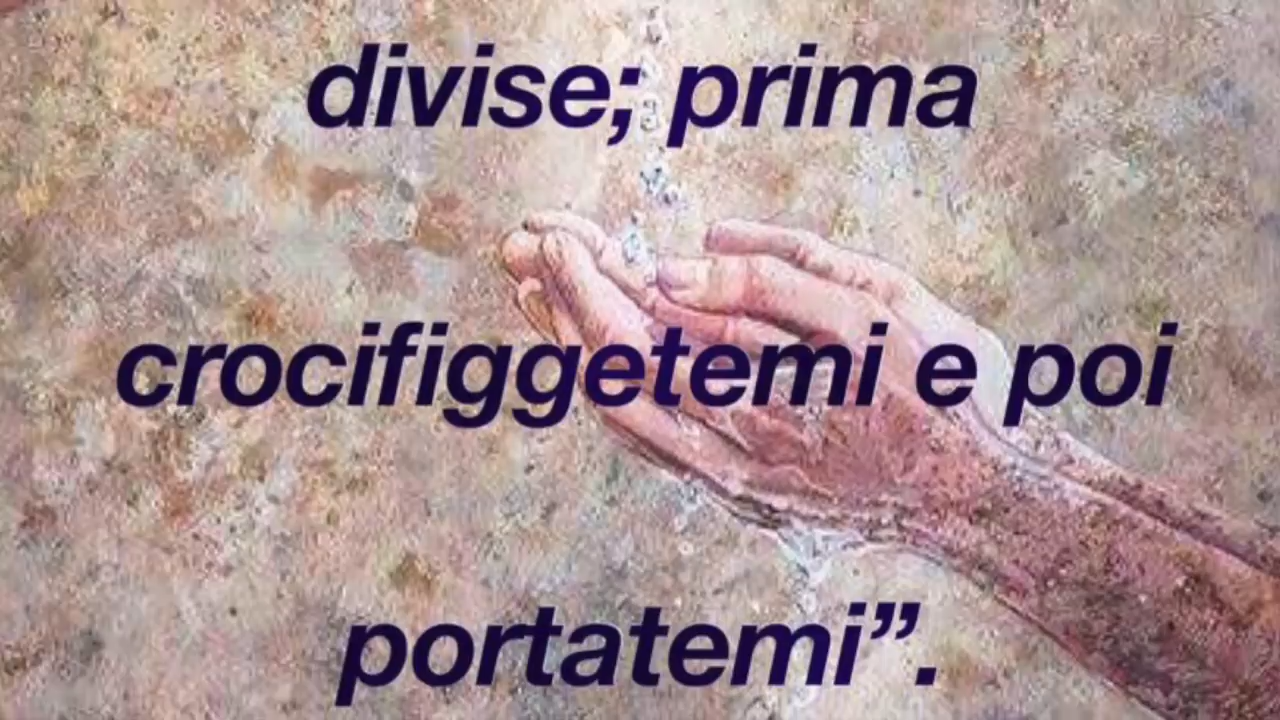 divise; prima
crocifiggetemi e poi
portatemi”.